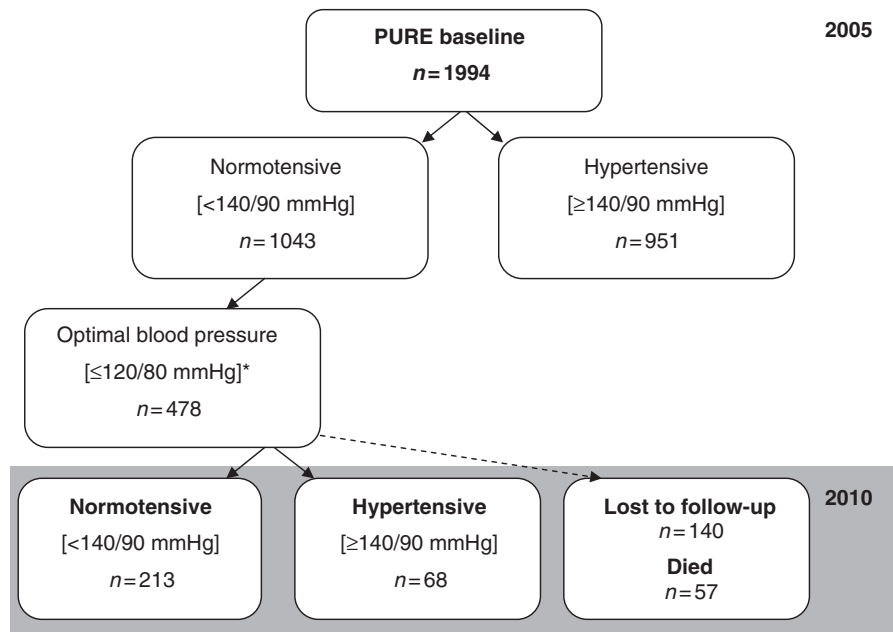 PURE baseline
n=1994
2005
Normotensive
[<140/90 mmHg]
n=1043
Hypertensive
[≥140/90 mmHg]
n=951
Optimal blood pressure
[≤120/80 mmHg]*
n=478
Normotensive
[<140/90 mmHg]
n=213
Hypertensive
[≥140/90 mmHg]
n=68
Lost to follow-up
n=140
Died
n=57
2010